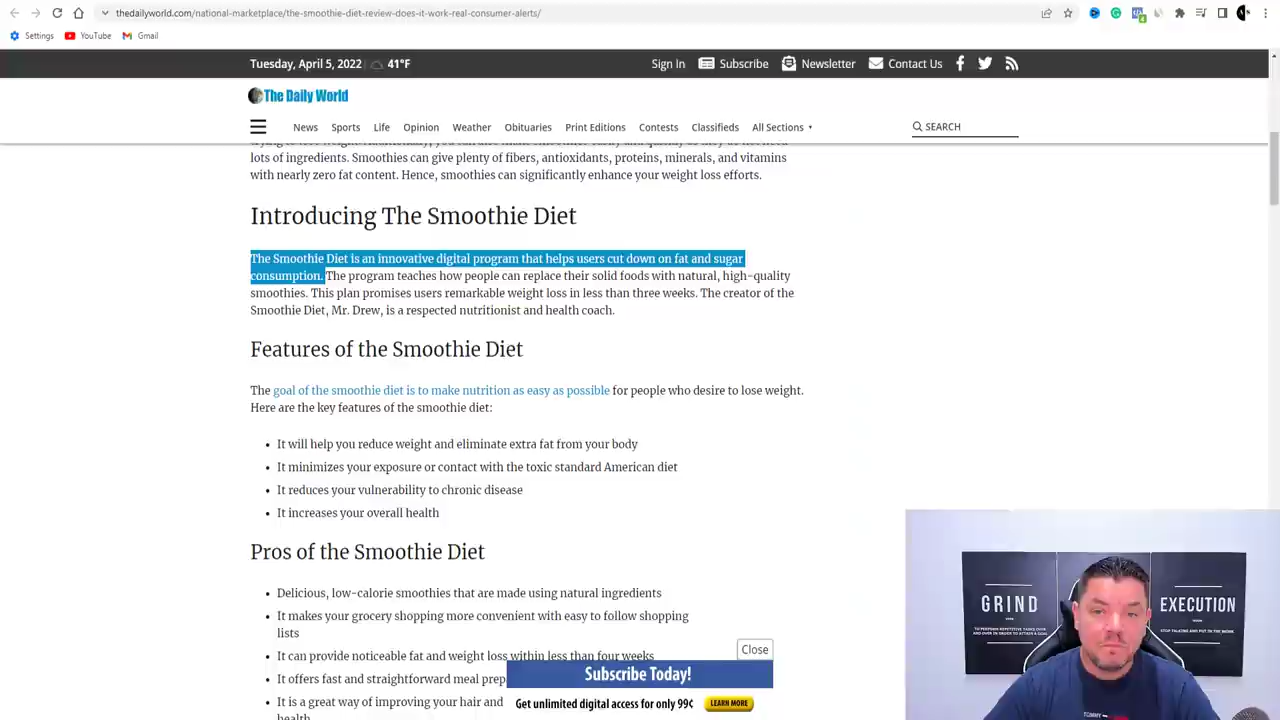 thedailyworld.com/national-marketplace/the-smoothie-diet-review-does-it-work-real-consumer-alerts/
Settings YouTube Gmail
Tuesday, April 5, 2022 41°F Sign In Subscribe Newsletter Contact Us
The Daily World
News Sports Life Opinion Weather Obituaries Print Editions Contests Classifieds All Sections SEARCH
lots of ingredients. Smoothies can give plenty of fibers, antioxidants, proteins, minerals, and vitamins
with nearly zero fat content. Hence, smoothies can significantly enhance your weight loss efforts.
Introducing The Smoothie Diet
The Smoothie Diet is an innovative digital program that helps users cut down on fat and sugar
consumption. The program teaches how people can replace their solid foods with natural, high-quality
smoothies. This plan promises users remarkable weight loss in less than three weeks. The creator of the
Smoothie Diet, Mr. Drew, is a respected nutritionist and health coach.
Features of the Smoothie Diet
The goal of the smoothie diet is to make nutrition as easy as possible for people who desire to lose weight.
Here are the key features of the smoothie diet:
It will help you reduce weight and eliminate extra fat from your body
It minimizes your exposure or contact with the toxic standard American diet
It reduces your vulnerability to chronic disease
It increases your overall health
Pros of the Smoothie Diet
Delicious, low-calorie smoothies that are made using natural ingredients
It makes your grocery shopping more convenient with easy to follow shopping
lists
It can provide noticeable fat and weight loss within less than four weeks
It offers fast and straightforward meal prep
It is a great way of improving your hair and
health
Close
Subscribe Today!
Get unlimited digital access for only 99¢ LEARN MORE
GRIND
EXECUTION
STOP TALKING AND PUT IN THE WORK
TOMMY